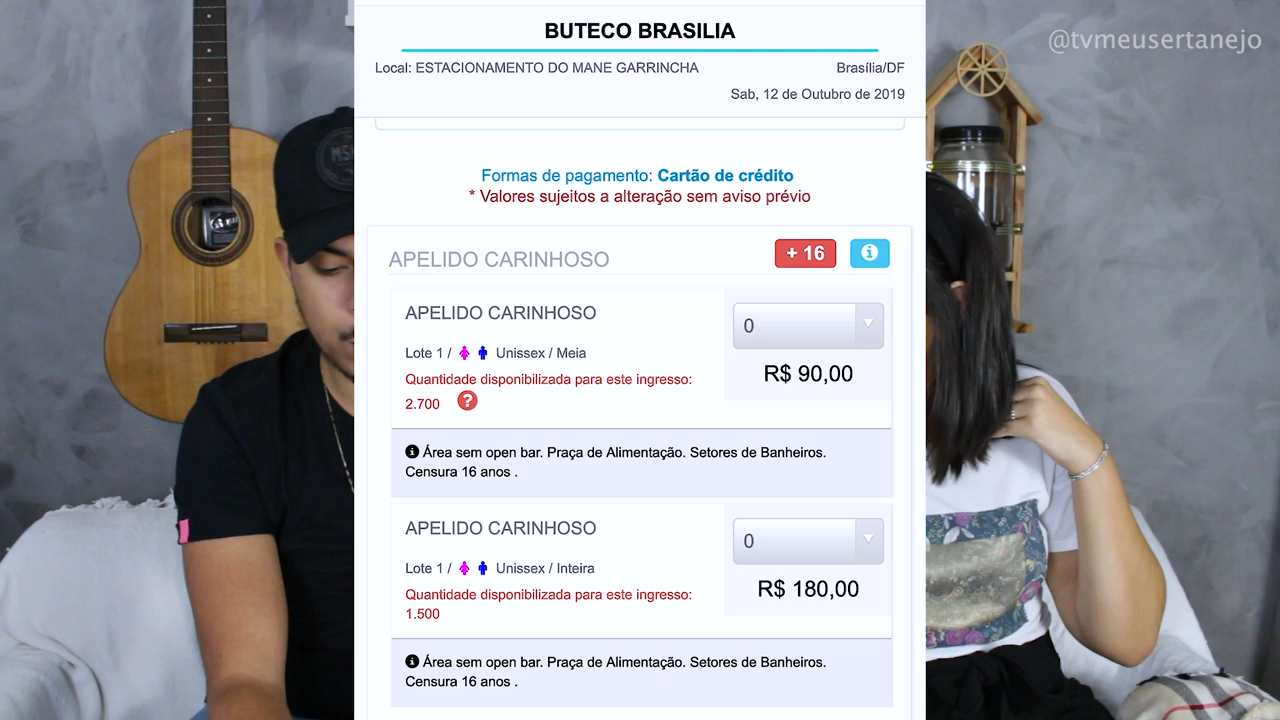 BUTECO BRASILIA
@tvmeusertanejo
Local: ESTACIONAMENTO DO MANE GARRINCHA
Brasília/DF
Sab, 12 de Outubro de 2019
Formas de pagamento: Cartão de crédito
* Valores sujeitos a alteração sem aviso prévio
APELIDO CARINHOSO
+ 16
APELIDO CARINHOSO
0
Lote 1 / Unissex / Meia
R$ 90,00
Quantidade disponibilizada para este ingresso:
2.700 ?
Área sem open bar. Praça de Alimentação. Setores de Banheiros.
Censura 16 anos .
APELIDO CARINHOSO
0
Lote 1 / Unissex / Inteira
R$ 180,00
Quantidade disponibilizada para este ingresso:
1.500
Área sem open bar. Praça de Alimentação. Setores de Banheiros.
Censura 16 anos .